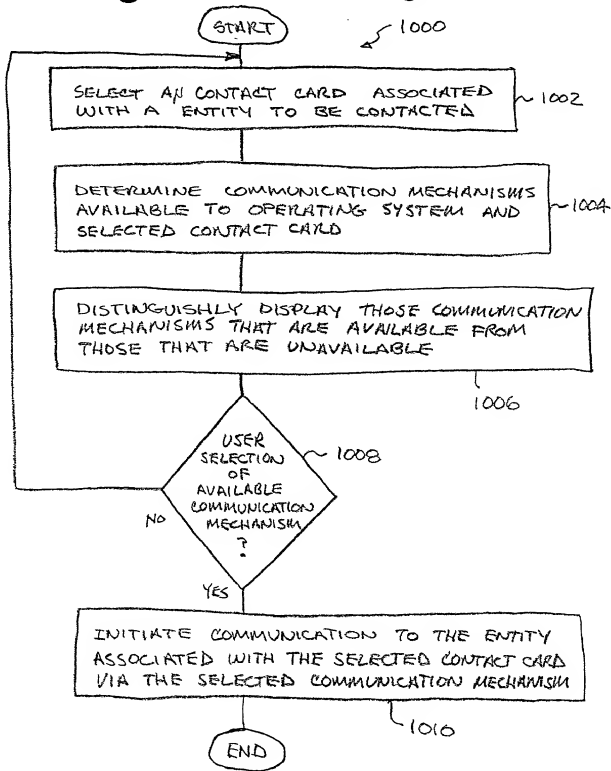 START
1000
SELECT AN CONTACT CARD ASSOCIATED
WITH A ENTITY TO BE CONTACTED
1002
DETERMINE COMMUNICATION MECHANISMS
AVAILABLE TO OPERATING SYSTEM AND
SELECTED CONTACT CARD
1004
DISTINGUISHLY DISPLAY THOSE COMMUNICATION
MECHANISMS THAT ARE AVAILABLE FROM
THOSE THAT ARE UNAVAILABLE
1006
USER
SELECTION
OF
AVAILABLE
COMMUNICATION
MECHANISM
?
1008
NO
YES
INITIATE COMMUNICATION TO THE ENTITY
ASSOCIATED WITH THE SELECTED CONTACT CARD
VIA THE SELECTED COMMUNICATION MECHANISM
1010
END